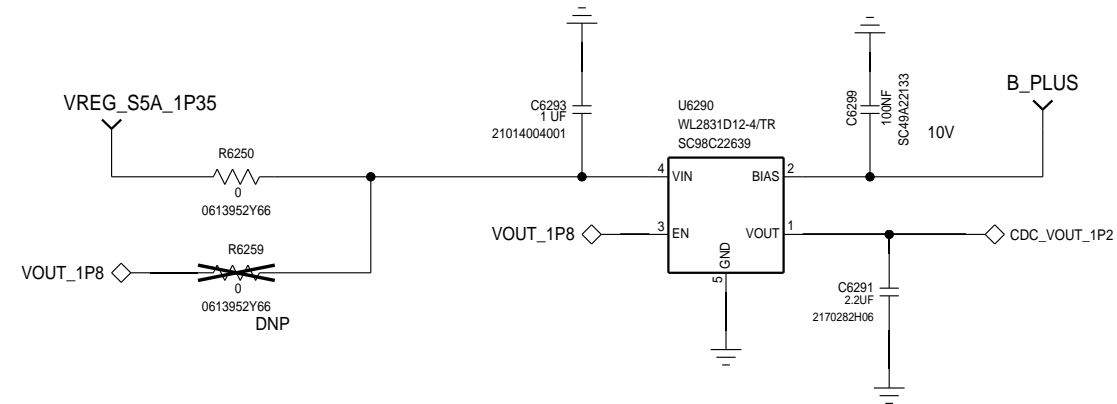 VREG_S5A_1P35
R6250
0
0613952Y66
VOUT_1P8
R6259
0
0613952Y66
DNP
C6293
1 UF
21014004001
U6290
WL2831D12-4/TR
SC98C22639
4
VIN
BIAS
2
VOUT_1P8
3
EN
VOUT
1
GND
5
C6299
100NF
SC49A22133
10V
B_PLUS
CDC_VOUT_1P2
C6291
2.2UF
2170282H06